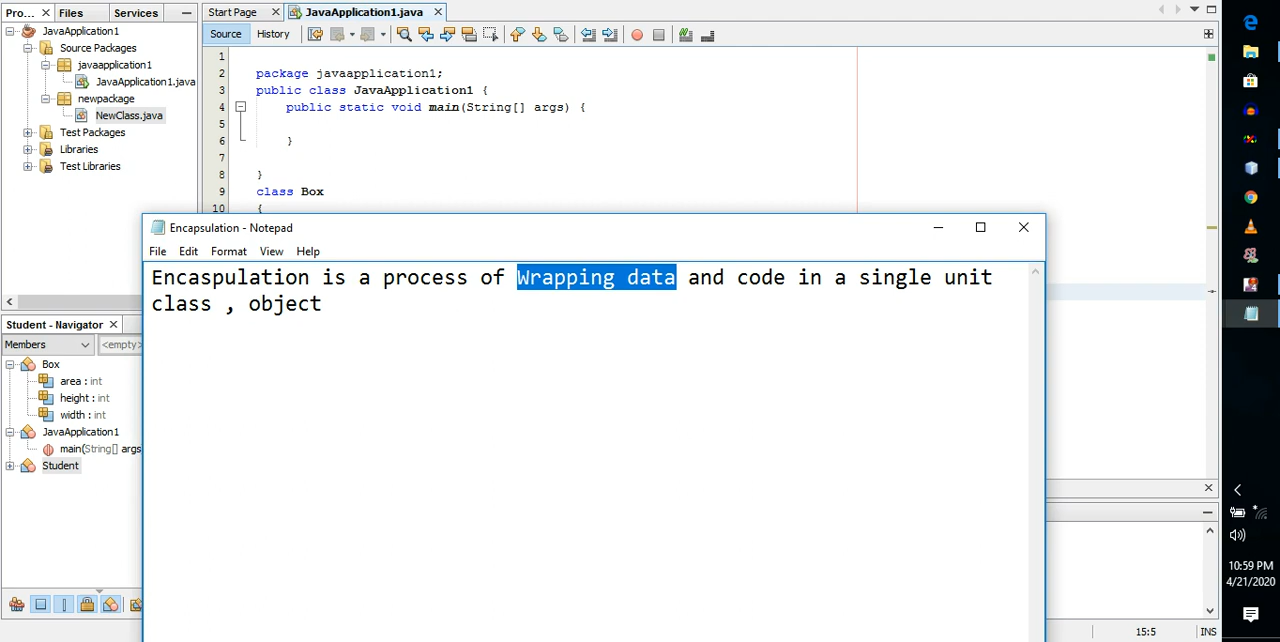 Pro... Files Services
JavaApplication1
Source Packages
javaapplication1
JavaApplication1.java
newpackage
NewClass.java
Test Packages
Libraries
Test Libraries
Start Page JavaApplication1.java
Source History
1
2 package javaapplication1;
3 public class JavaApplication1 {
4 public static void main(String[] args) {
5
6 }
7
8 }
9 class Box
10 {
Encapsulation - Notepad
File Edit Format View Help
Encaspulation is a process of Wrapping data and code in a single unit
class , object
Student - Navigator
Members <empty>
Box
area : int
height : int
width : int
JavaApplication1
main(String[] args
Student
15:5 INS
10:59 PM
4/21/2020